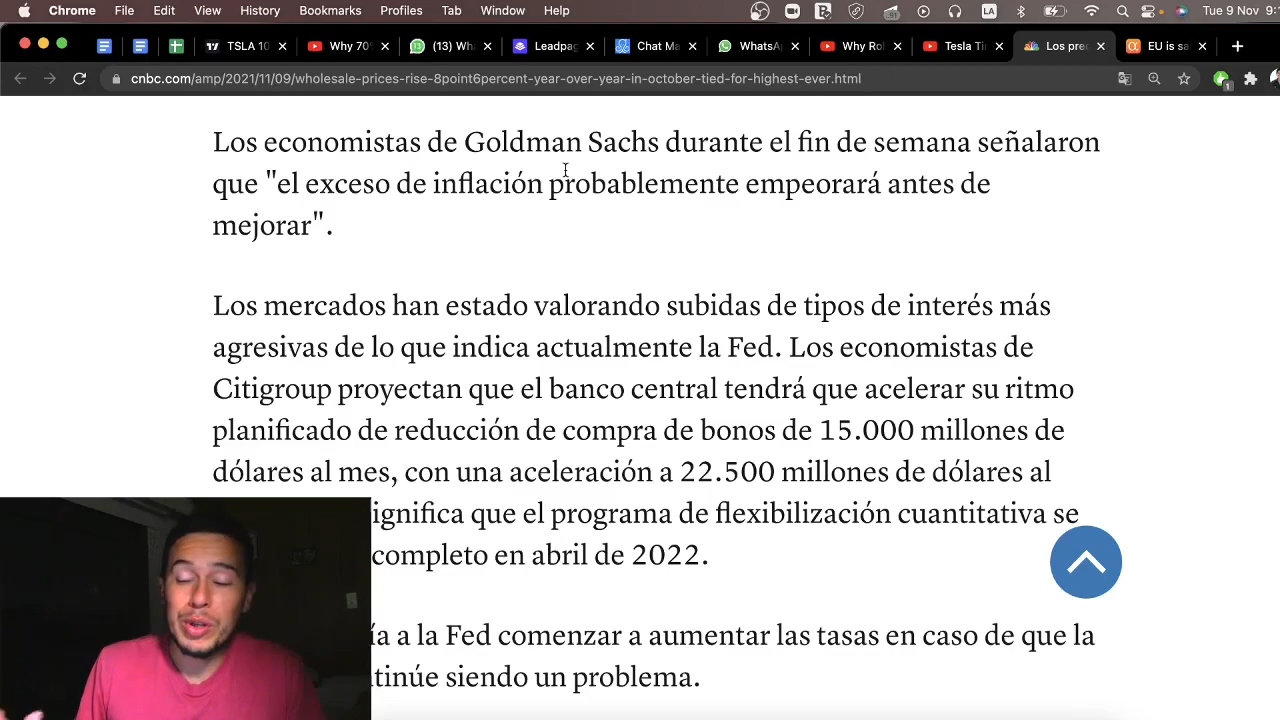 Chrome File Edit View History Bookmarks Profiles Tab Window Help LA Tue 9 Nov
TSLA 10 Why 70° (13) Wh Leadpag Chat Ma WhatsA Why Rol Tesla Ti Los pre EU is sa
cnbc.com/amp/2021/11/09/wholesale-prices-rise-8point6percent-year-over-year-in-october-tied-for-highest-ever.html
1
Los economistas de Goldman Sachs durante el fin de semana señalaron
que "el exceso de inflación probablemente empeorará antes de
mejorar".
Los mercados han estado valorando subidas de tipos de interés más
agresivas de lo que indica actualmente la Fed. Los economistas de
Citigroup proyectan que el banco central tendrá que acelerar su ritmo
planificado de reducción de compra de bonos de 15.000 millones de
dólares al mes, con una aceleración a 22.500 millones de dólares al
ignifica que el programa de flexibilización cuantitativa se
completo en abril de 2022.
ía a la Fed comenzar a aumentar las tasas en caso de que la
tinúe siendo un problema.